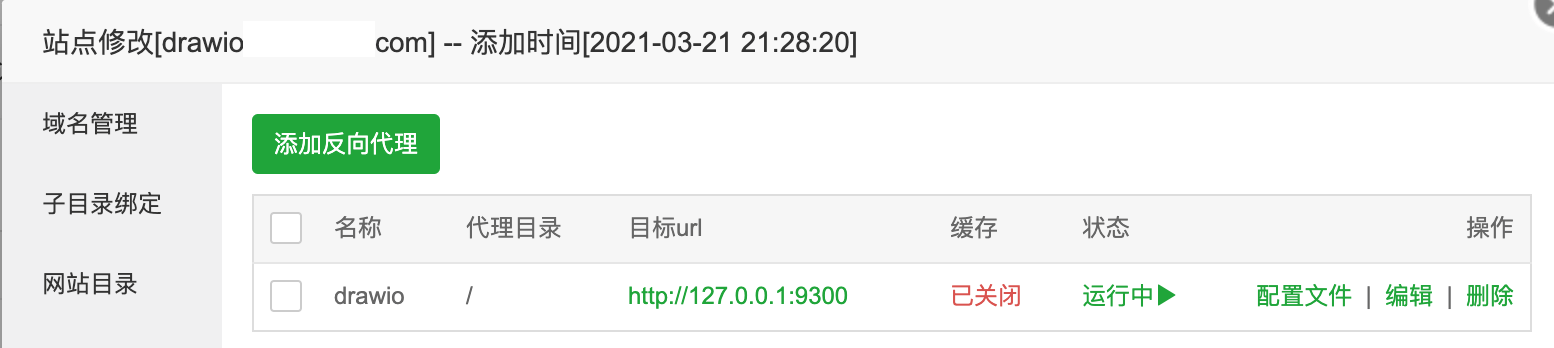 站点修改[drawio com] -- 添加时间[2021-03-21 21:28:20]
域名管理
子目录绑定
网站目录
添加反向代理
名称 代理目录 目标url 缓存 状态 操作
drawio / http://127.0.0.1:9300 已关闭 运行中 配置文件 | 编辑 | 删除